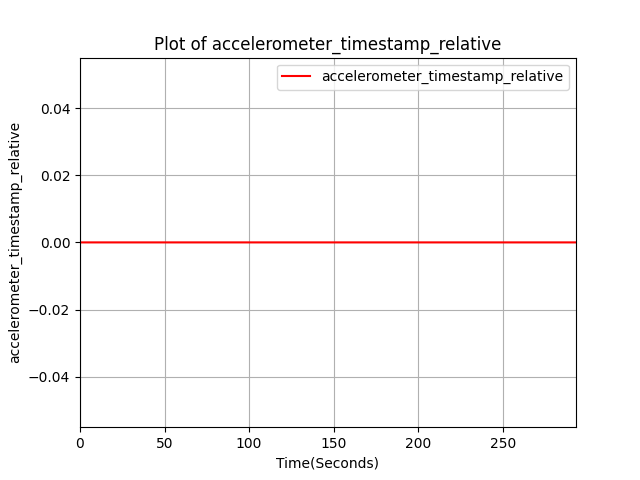 Plot of accelerometer_timestamp_relative
accelerometer_timestamp_relative
accelerometer_timestamp_relative
0.04
0.02
0.00
−0.02
−0.04
0 50 100 150 200 250
Time(Seconds)